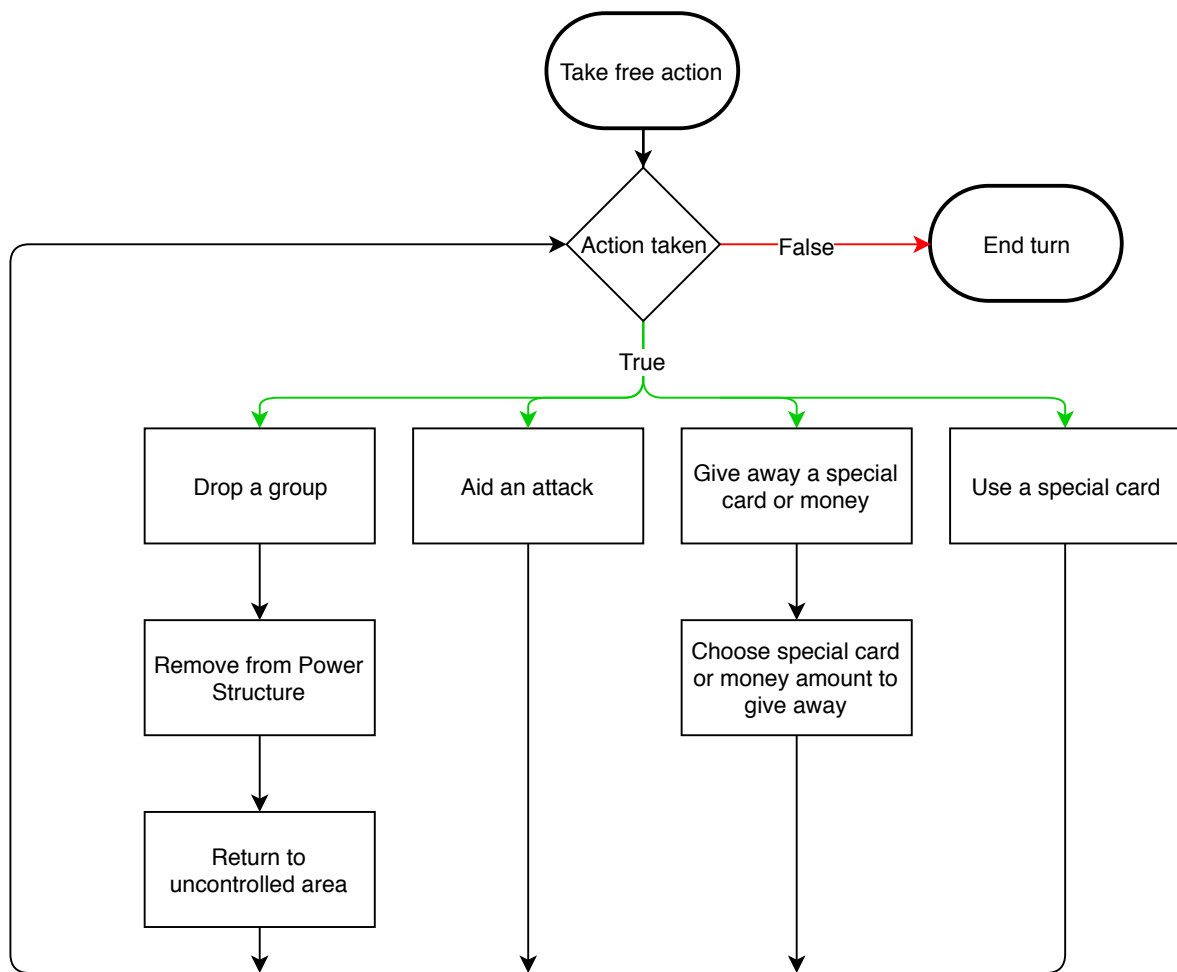 Take free action
Action taken
False
End turn
True
Drop a group
Aid an attack
Give away a special
card or money
Use a special card
Remove from Power
Structure
Choose special card
or money amount to
give away
Return to
uncontrolled area